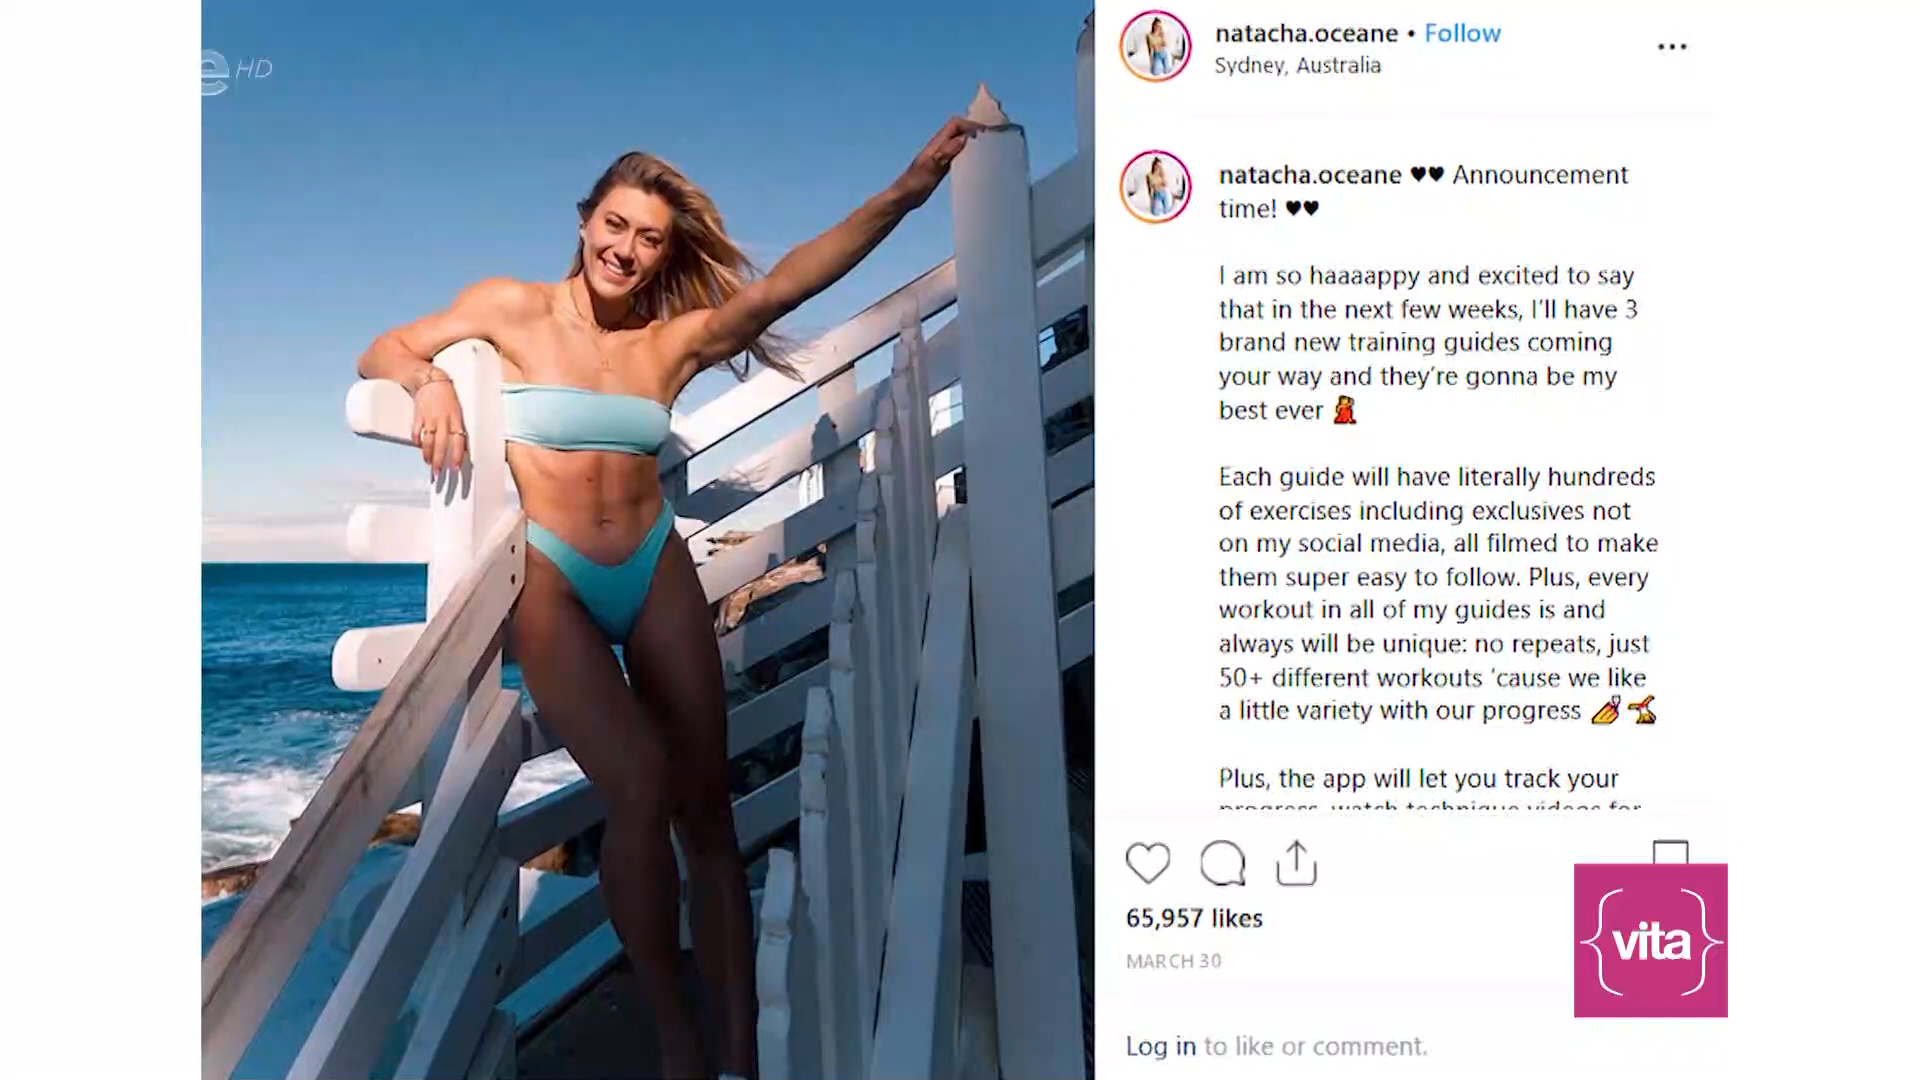 e HD
natacha.oceane • Follow
Sydney, Australia
natacha.oceane ♥♥ Announcement
time! ♥♥
I am so haaaappy and excited to say
that in the next few weeks, I'll have 3
brand new training guides coming
your way and they're gonna be my
best ever 💃
Each guide will have literally hundreds
of exercises including exclusives not
on my social media, all filmed to make
them super easy to follow. Plus, every
workout in all of my guides is and
always will be unique: no repeats, just
50+ different workouts 'cause we like
a little variety with our progress 💅
Plus, the app will let you track your
progress, watch technique videos for
65,957 likes
MARCH 30
{vita}
Log in to like or comment.